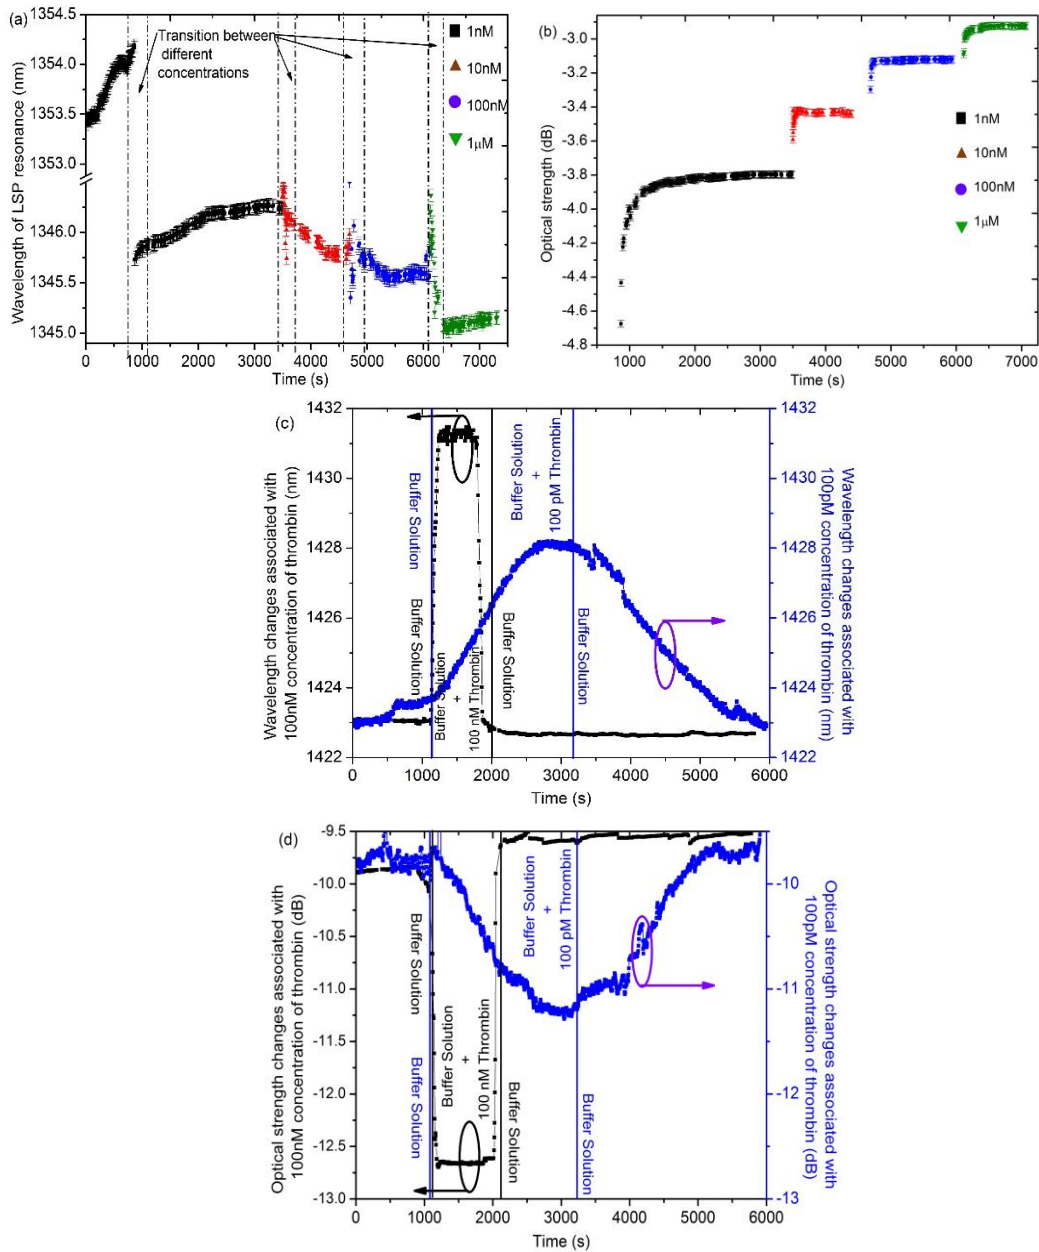 (a)
1354.5
1354.0
1353.5
1353.0
1346.0
1345.5
1345.0
Wavelength of LSP resonance (nm)
Transition between
different
concentrations
1nM
10nM
100nM
1μM
0 1000 2000 3000 4000 5000 6000 7000
Time (s)
(b)
-3.0
-3.2
-3.4
-3.6
-3.8
-4.0
-4.2
-4.4
-4.6
-4.8
Optical strength (dB)
1nM
10nM
100nM
1μM
1000 2000 3000 4000 5000 6000 7000
Time (s)
(c)
1432
1430
1428
1426
1424
1422
Wavelength changes associated with
100nM concentration of thrombin (nm)
Buffer Solution
Buffer Solution
Buffer Solution
+
100 nM Thrombin
Buffer Solution
Buffer Solution
+
100 pM Thrombin
Buffer Solution
1432
1430
1428
1426
1424
1422
Wavelength changes associated with
100pM concentration of thrombin (nm)
0 1000 2000 3000 4000 5000 6000
Time (s)
(d)
-9.5
-10.0
-10.5
-11.0
-11.5
-12.0
-12.5
-13.0
Optical strength changes associated with
100nM concentration of thrombin (dB)
Buffer Solution
Buffer Solution
Buffer Solution
+
100 nM Thrombin
Buffer Solution
Buffer Solution
+
100 pM Thrombin
Buffer Solution
-10
-11
-12
-13
Optical strength changes associated with
100pM concentration of thrombin (dB)
0 1000 2000 3000 4000 5000 6000
Time (s)